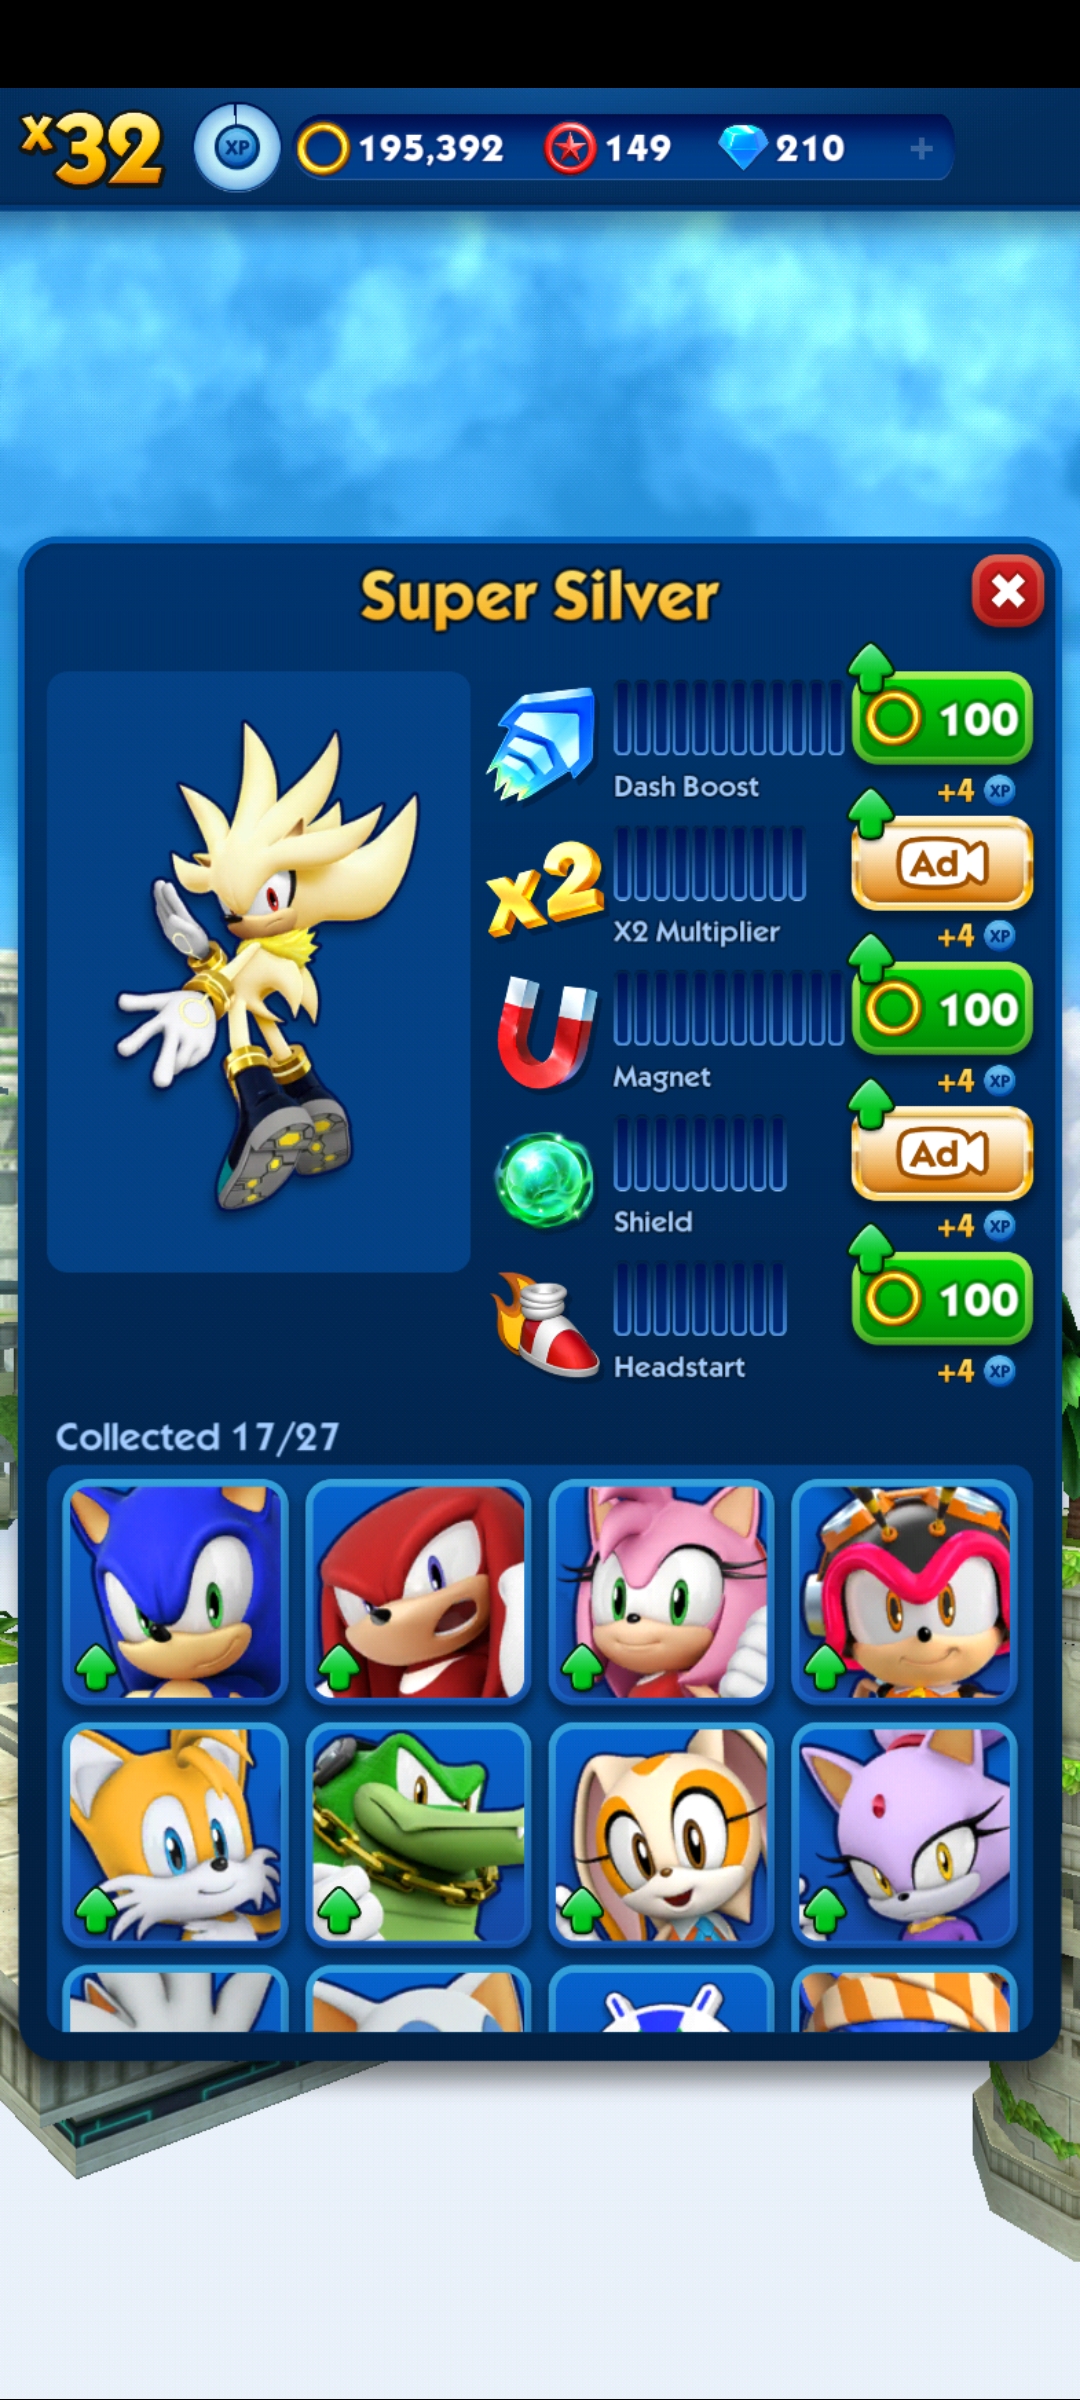 x32 XP 195,392 149 210 +
Super Silver
100
Dash Boost
+4 XP
x2 Ad
X2 Multiplier
+4 XP
100
Magnet
+4 XP
Ad
Shield
+4 XP
100
Headstart
+4 XP
Collected 17/27